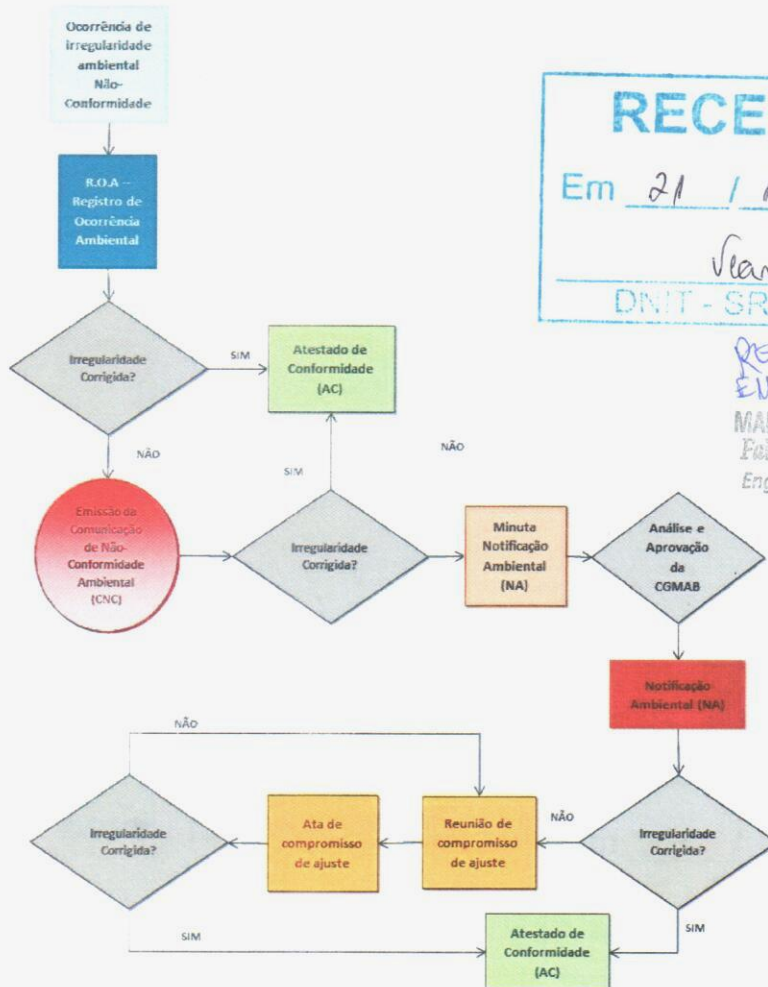 Ocorrência de
irregularidade
ambiental
Não-
Conformidade
R.O.A –
Registro de
Ocorrência
Ambiental
Irregularidade
Corrigida?
SIM
Atestado de
Conformidade
(AC)
NÃO
Emissão da
Comunicação
de Não-
Conformidade
Ambiental
(CNC)
SIM
Irregularidade
Corrigida?
NÃO
Minuta
Notificação
Ambiental
(NA)
Análise e
Aprovação
da
CGMAB
Notificação
Ambiental (NA)
Irregularidade
Corrigida?
NÃO
Reunião de
compromisso
de ajuste
Ata de
compromisso
de ajuste
NÃO
Irregularidade
Corrigida?
SIM
SIM
Atestado de
Conformidade
(AC)
RECE
Em 21 /
DNIT - SR